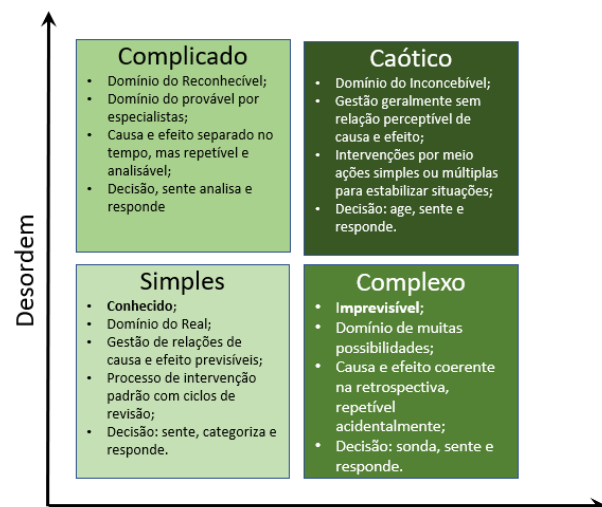 Desordem
Complicado
• Domínio do Reconhecível;
• Domínio do provável por
especialistas;
• Causa e efeito separado no
tempo, mas repetível e
analisável;
• Decisão, sente analisa e
responde
Caótico
• Domínio do Inconcebível;
• Gestão geralmente sem
relação perceptível de
causa e efeito;
• Intervenções por meio
ações simples ou múltiplas
para estabilizar situações;
• Decisão: age, sente e
responde.
Simples
• Conhecido;
• Domínio do Real;
• Gestão de relações de
causa e efeito previsíveis;
• Processo de intervenção
padrão com ciclos de
revisão;
• Decisão: sente, categoriza e
responde.
Complexo
• Imprevisível;
• Domínio de muitas
possibilidades;
• Causa e efeito coerente
na retrospectiva,
repetível
acidentalmente;
• Decisão: sonda, sente e
responde.